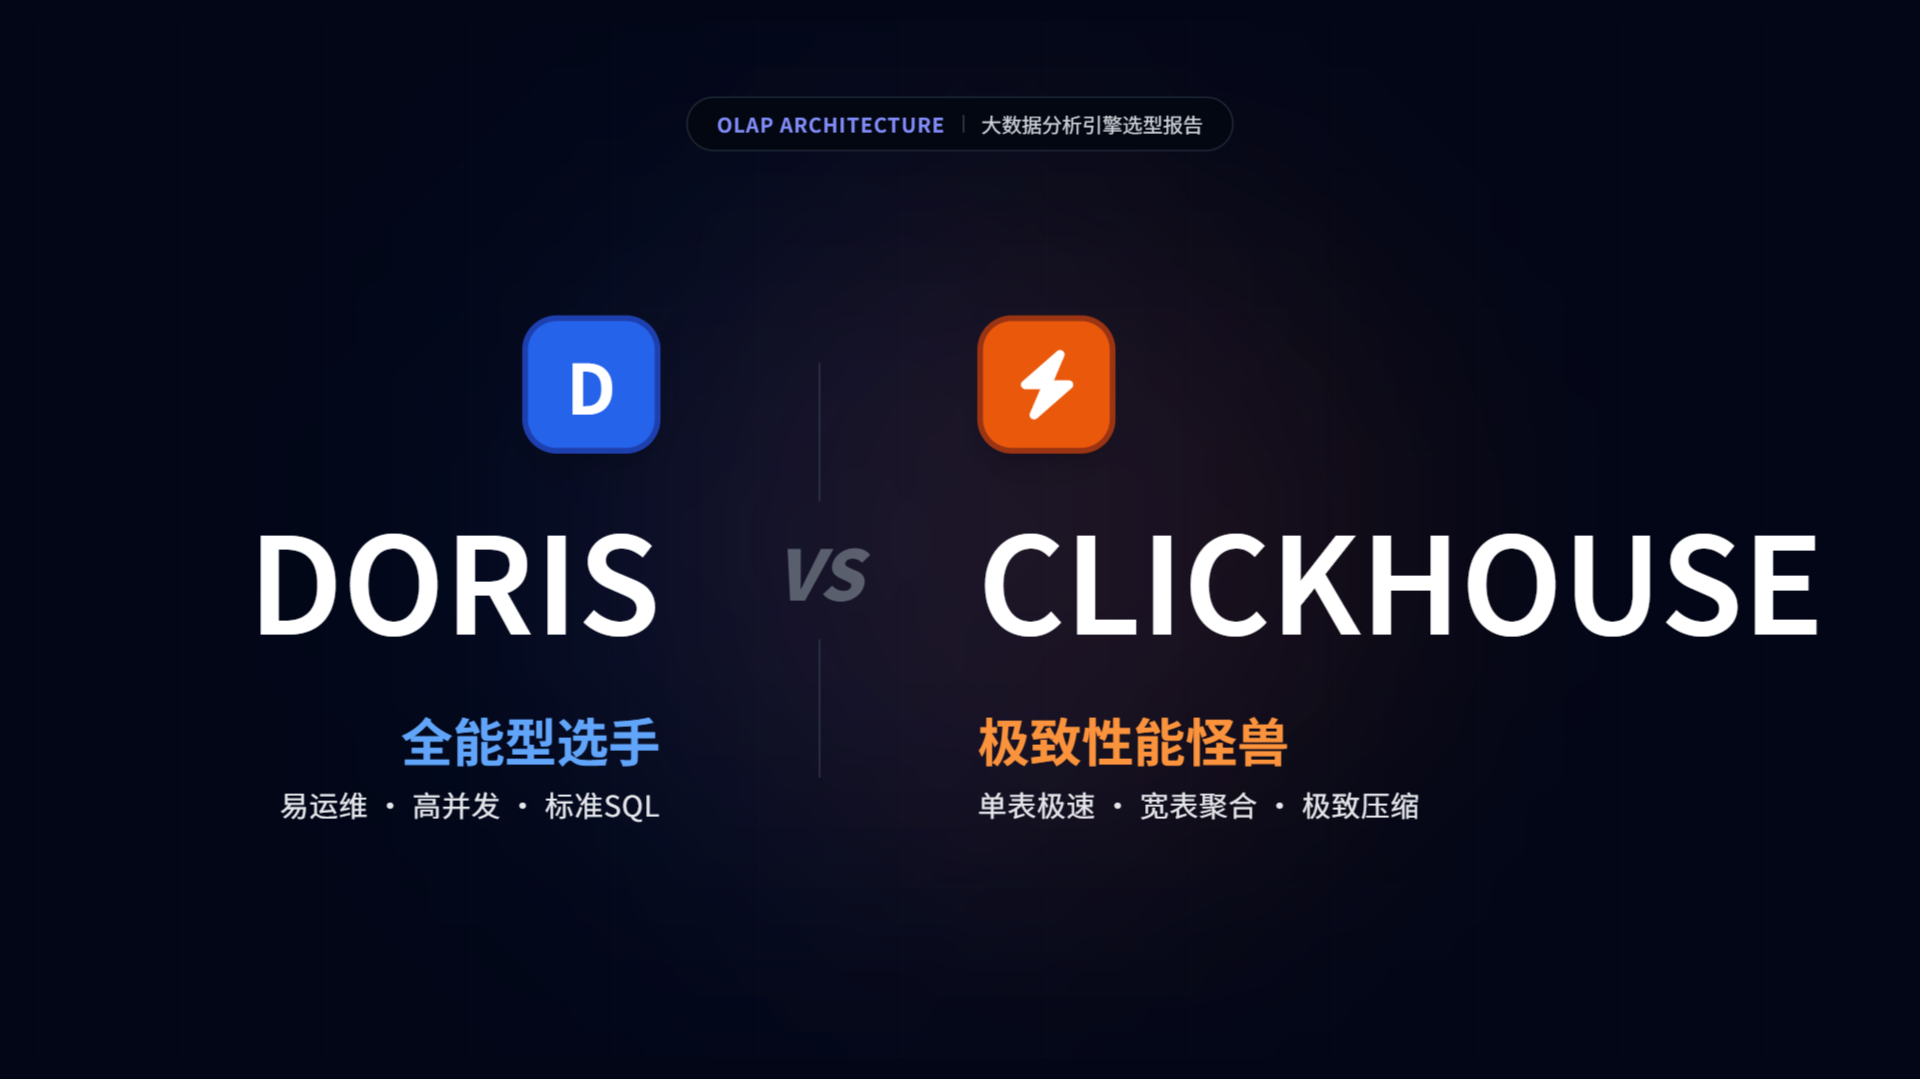 OLAP ARCHITECTURE | 大数据分析引擎选型报告
D
DORIS
全能型选手
易运维 • 高并发 • 标准SQL
VS
CLICKHOUSE
极致性能怪兽
单表极速 • 宽表聚合 • 极致压缩